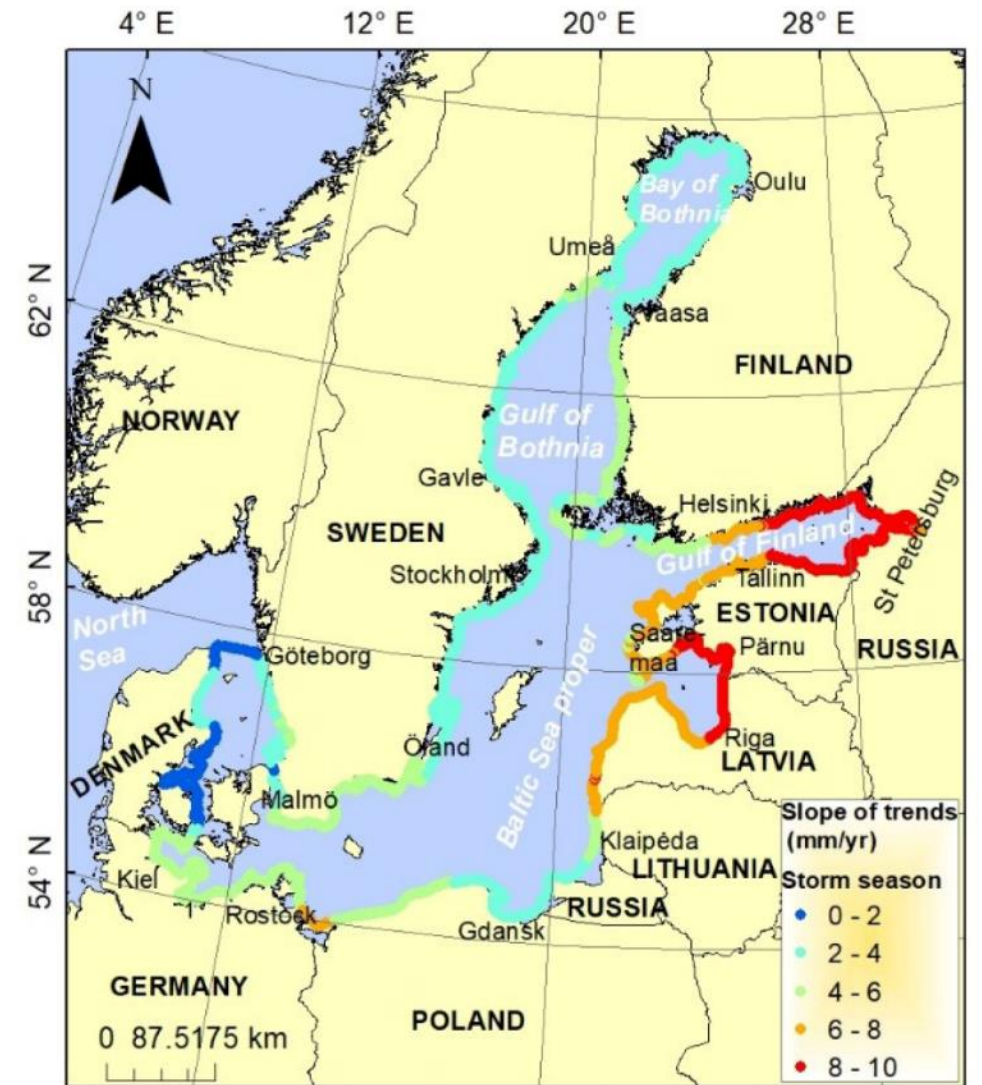 4° E
12° E
20° E
28° E
N
62° N
58° N
54° N
Bay of
Bothnia
Oulu
Umeå
Vaasa
FINLAND
NORWAY
Gulf of
Bothnia
Gavle
Helsinki
SWEDEN
Gulf of Finland
St Petersburg
Stockholm
Tallinn
ESTONIA
North
Sea
Göteborg
Saare-
maa
Pärnu
RUSSIA
Baltic Sea proper
DENMARK
Öland
Riga
LATVIA
Malmö
Klaipėda
LITHUANIA
Kiel
Rostock
Gdansk
RUSSIA
GERMANY
POLAND
0 87.5175 km
Slope of trends
(mm/yr)
Storm season
0 - 2
2 - 4
4 - 6
6 - 8
8 - 10